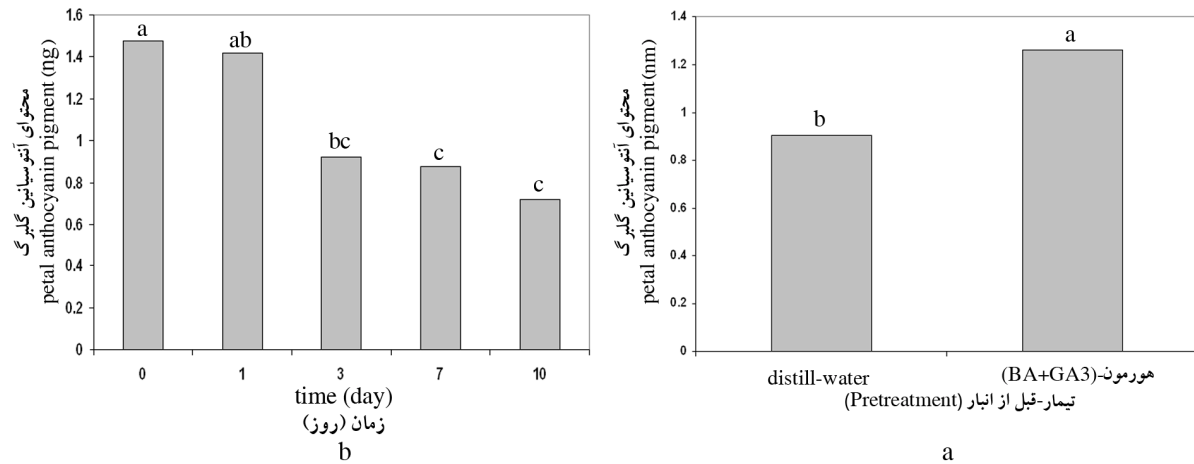 محتوای آنتوسیانین گلبرگ
petal anthocyanin pigment (ng)
1.6
1.4
1.2
1
0.8
0.6
0.4
0.2
0
a
ab
bc
c
c
0 1 3 7 10
time (day)
زمان (روز)
b
محتوای آنتوسیانین گلبرگ
petal anthocyanin pigment(nm)
1.4
1.2
1
0.8
0.6
0.4
0.2
0
b
a
distill-water
هورمون-(BA+GA3)
تیمار-قبل از انبار (Pretreatment)
a